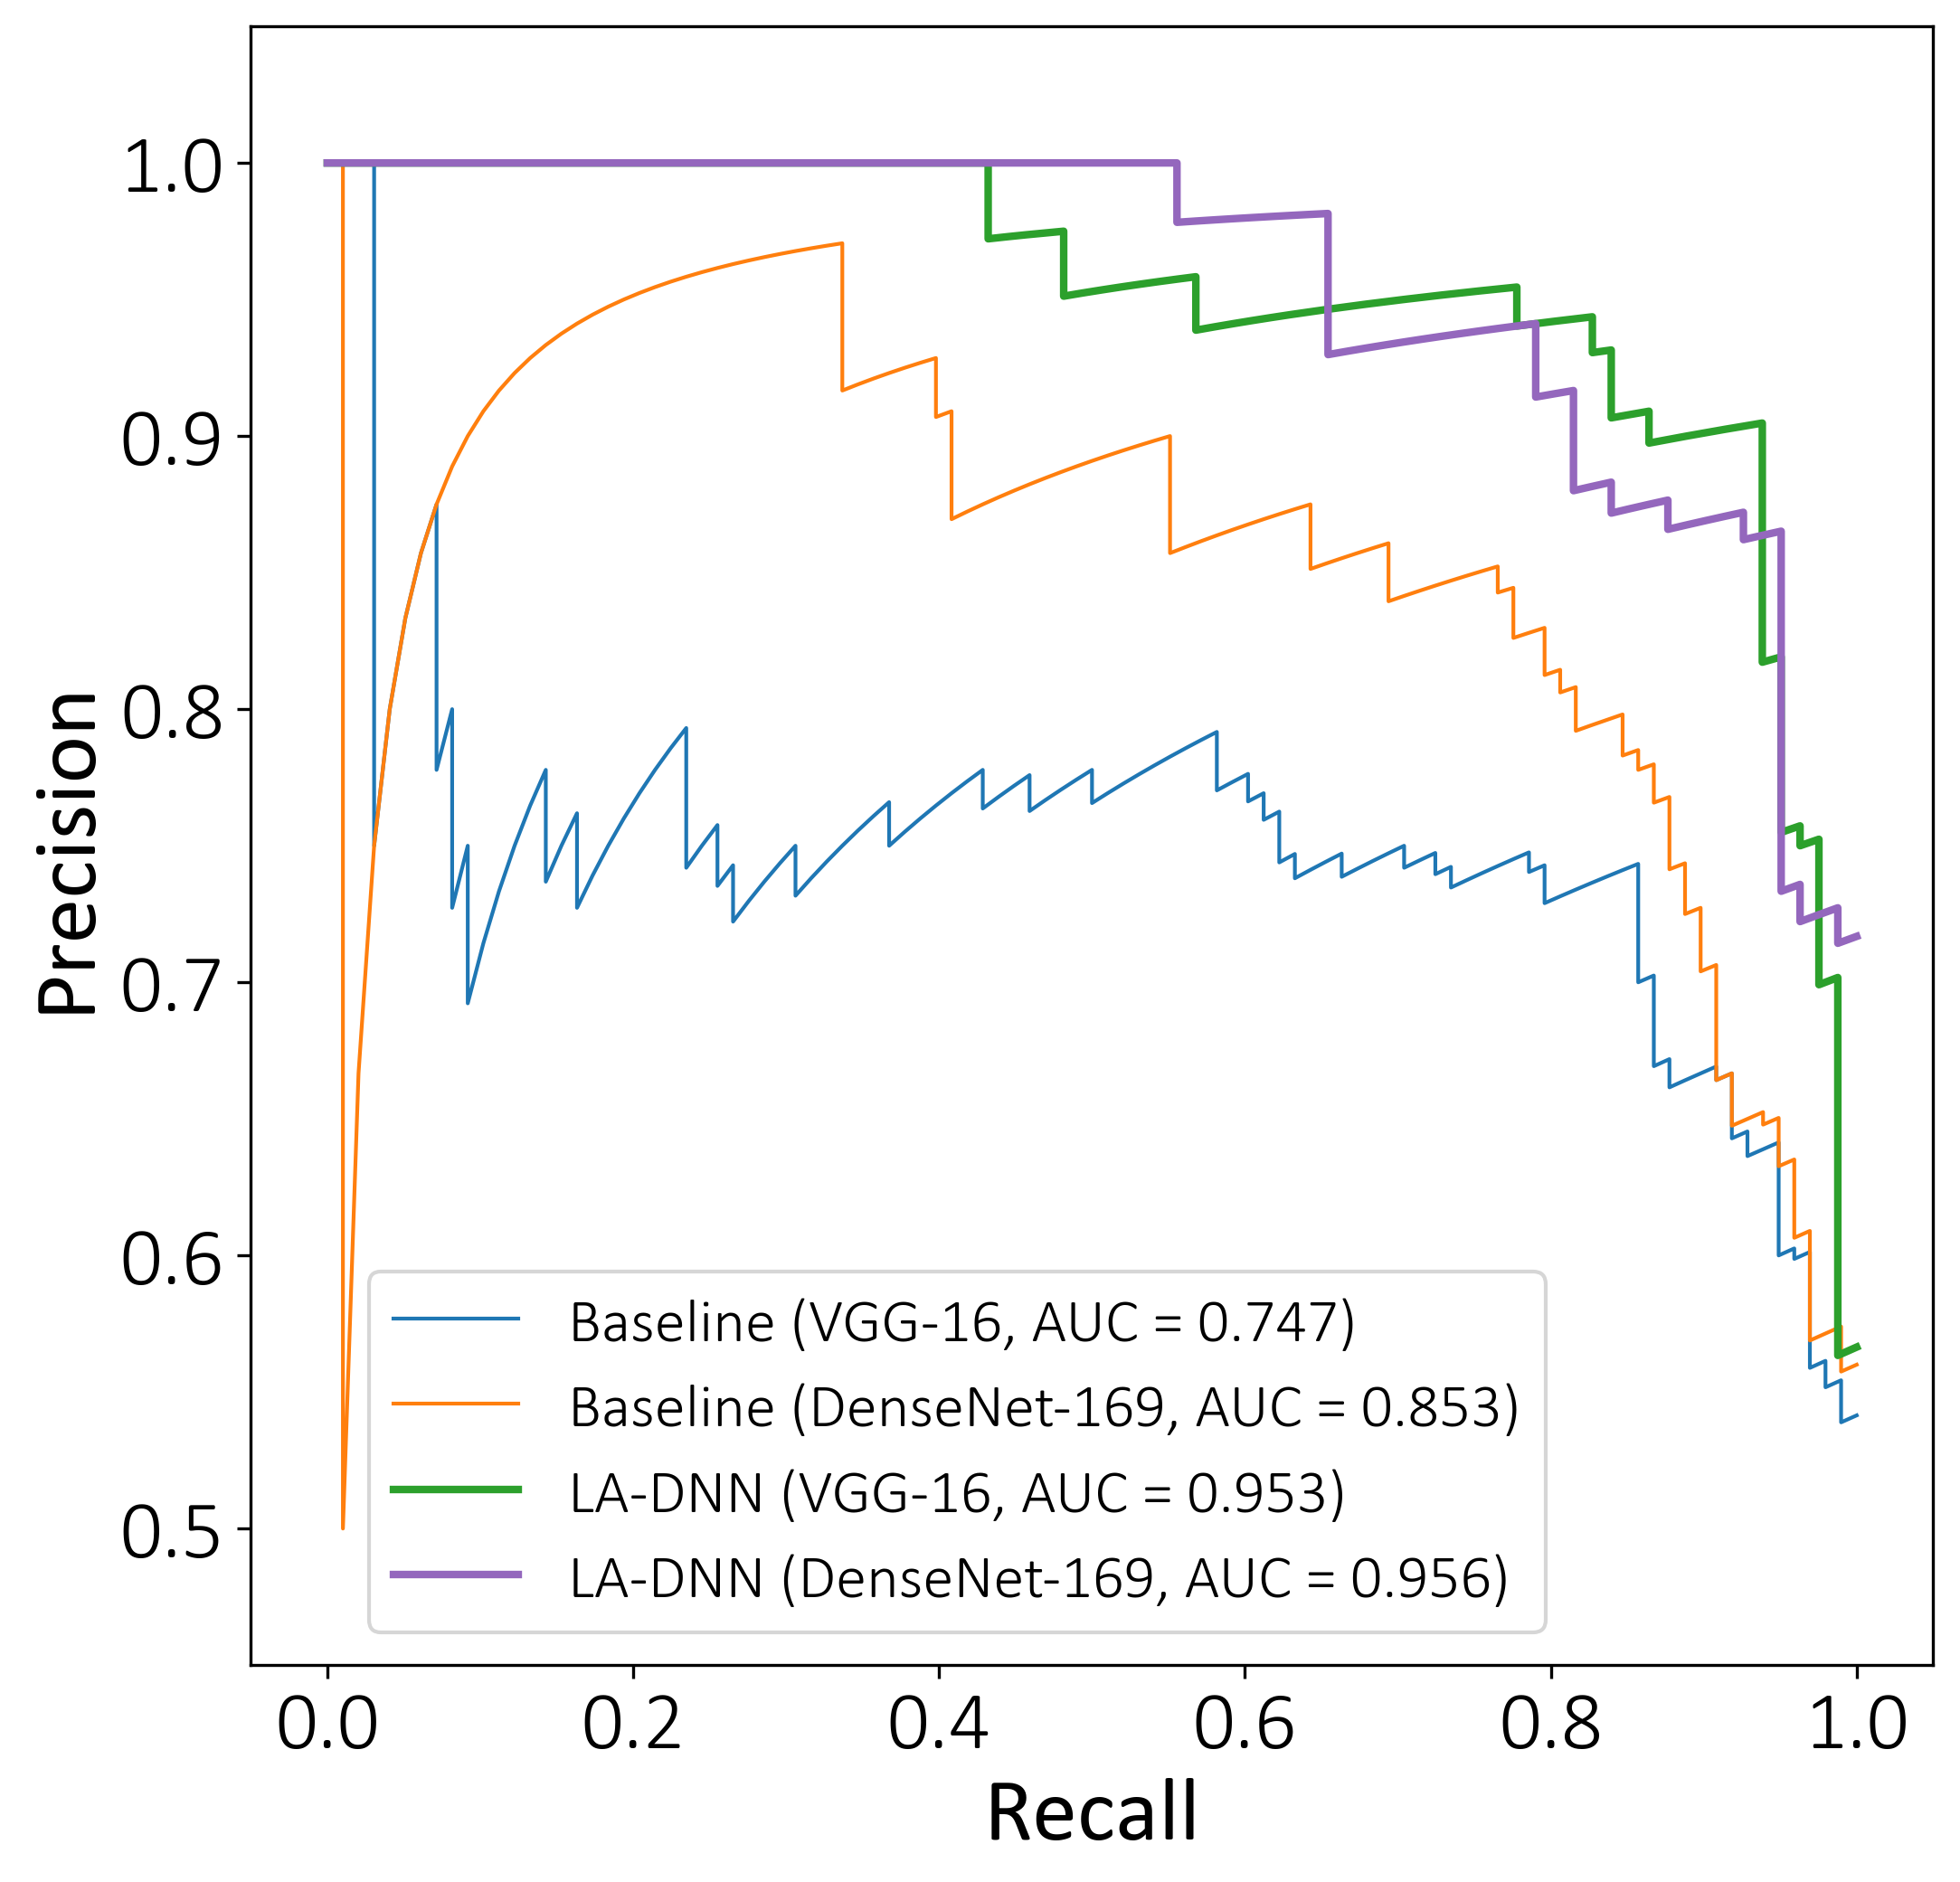 1.0
0.9
0.8
0.7
0.6
0.5
Precision
Baseline (VGG-16, AUC = 0.747)
Baseline (DenseNet-169, AUC = 0.853)
LA-DNN (VGG-16, AUC = 0.953)
LA-DNN (DenseNet-169, AUC = 0.956)
0.0 0.2 0.4 0.6 0.8 1.0
Recall